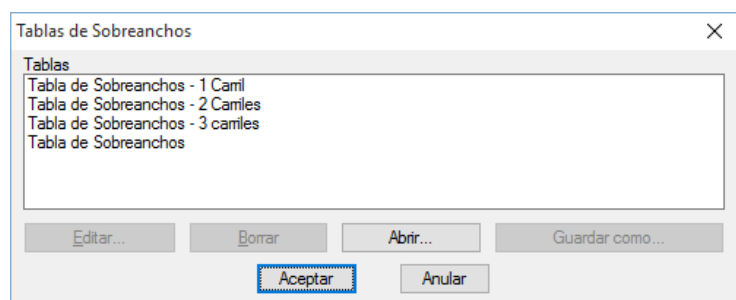 Tablas de Sobreanchos
Tablas
Tabla de Sobreanchos - 1 Carril
Tabla de Sobreanchos - 2 Carriles
Tabla de Sobreanchos - 3 carriles
Tabla de Sobreanchos
Editar... Borrar Abrir... Guardar como...
Aceptar Anular